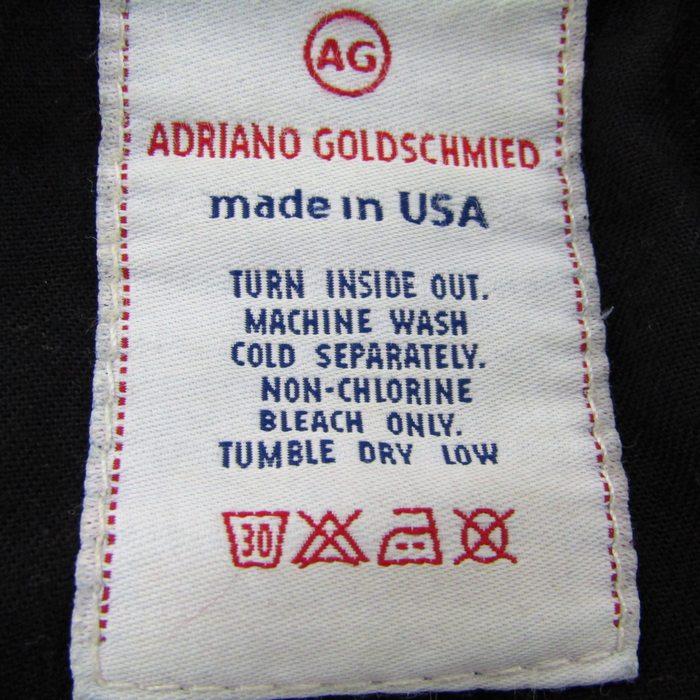 AG
ADRIANO GOLDSCHMIED
made in USA
TURN INSIDE OUT.
MACHINE WASH
COLD SEPARATELY.
NON-CHLORINE
BLEACH ONLY.
TUMBLE DRY LOW
30